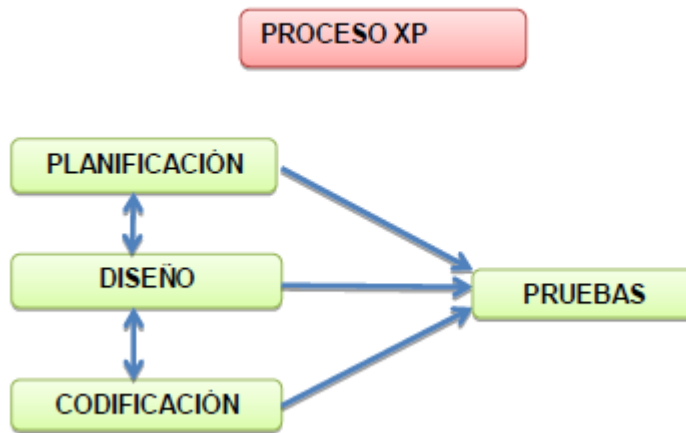 PROCESO XP
PLANIFICACIÓN
DISEÑO
PRUEBAS
CODIFICACIÓN